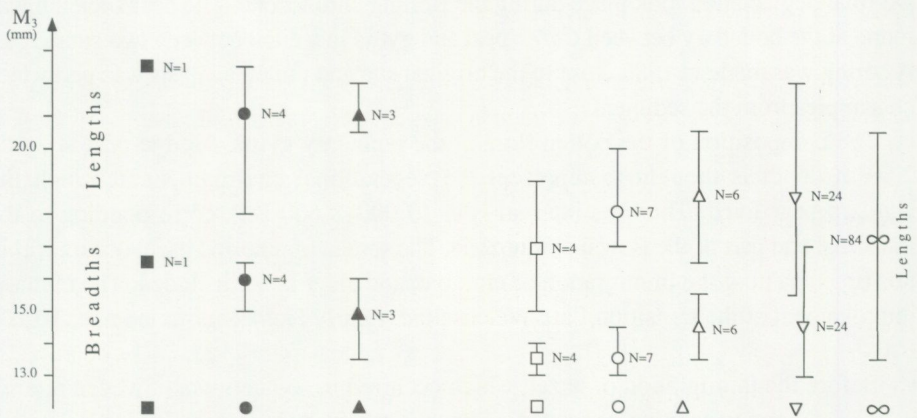 M3
(mm)
N=1
N=4
N=3
20.0
Lengths
N=6
N=24
N=7
N=4
N=84
Lengths
N=1
N=4
15.0
Breadths
N=3
N=6
N=24
N=4
N=7
13.0